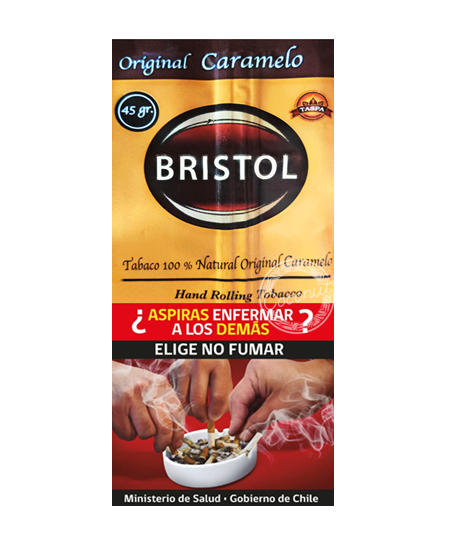 Original Caramelo
45 gr.
TASPA
BRISTOL
Tabaco 100 % Natural Original Caramelo
Hand Rolling Tobacco
¿ASPIRAS ENFERMAR
A LOS DEMÁS?
ELIGE NO FUMAR
Ministerio de Salud • Gobierno de Chile